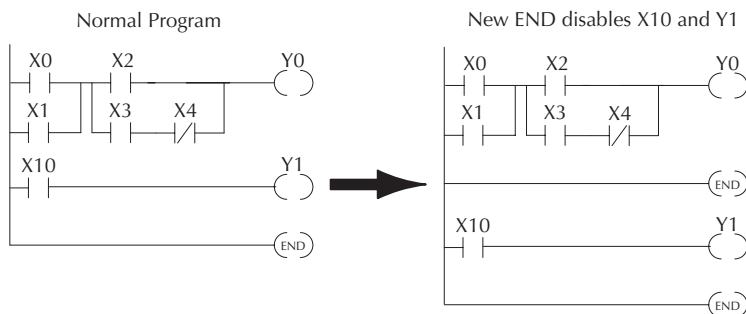 Normal Program
X0 X2 Y0
X1 X3 X4
X10 Y1
END
New END disables X10 and Y1
X0 X2 Y0
X1 X3 X4
END
X10 Y1
END